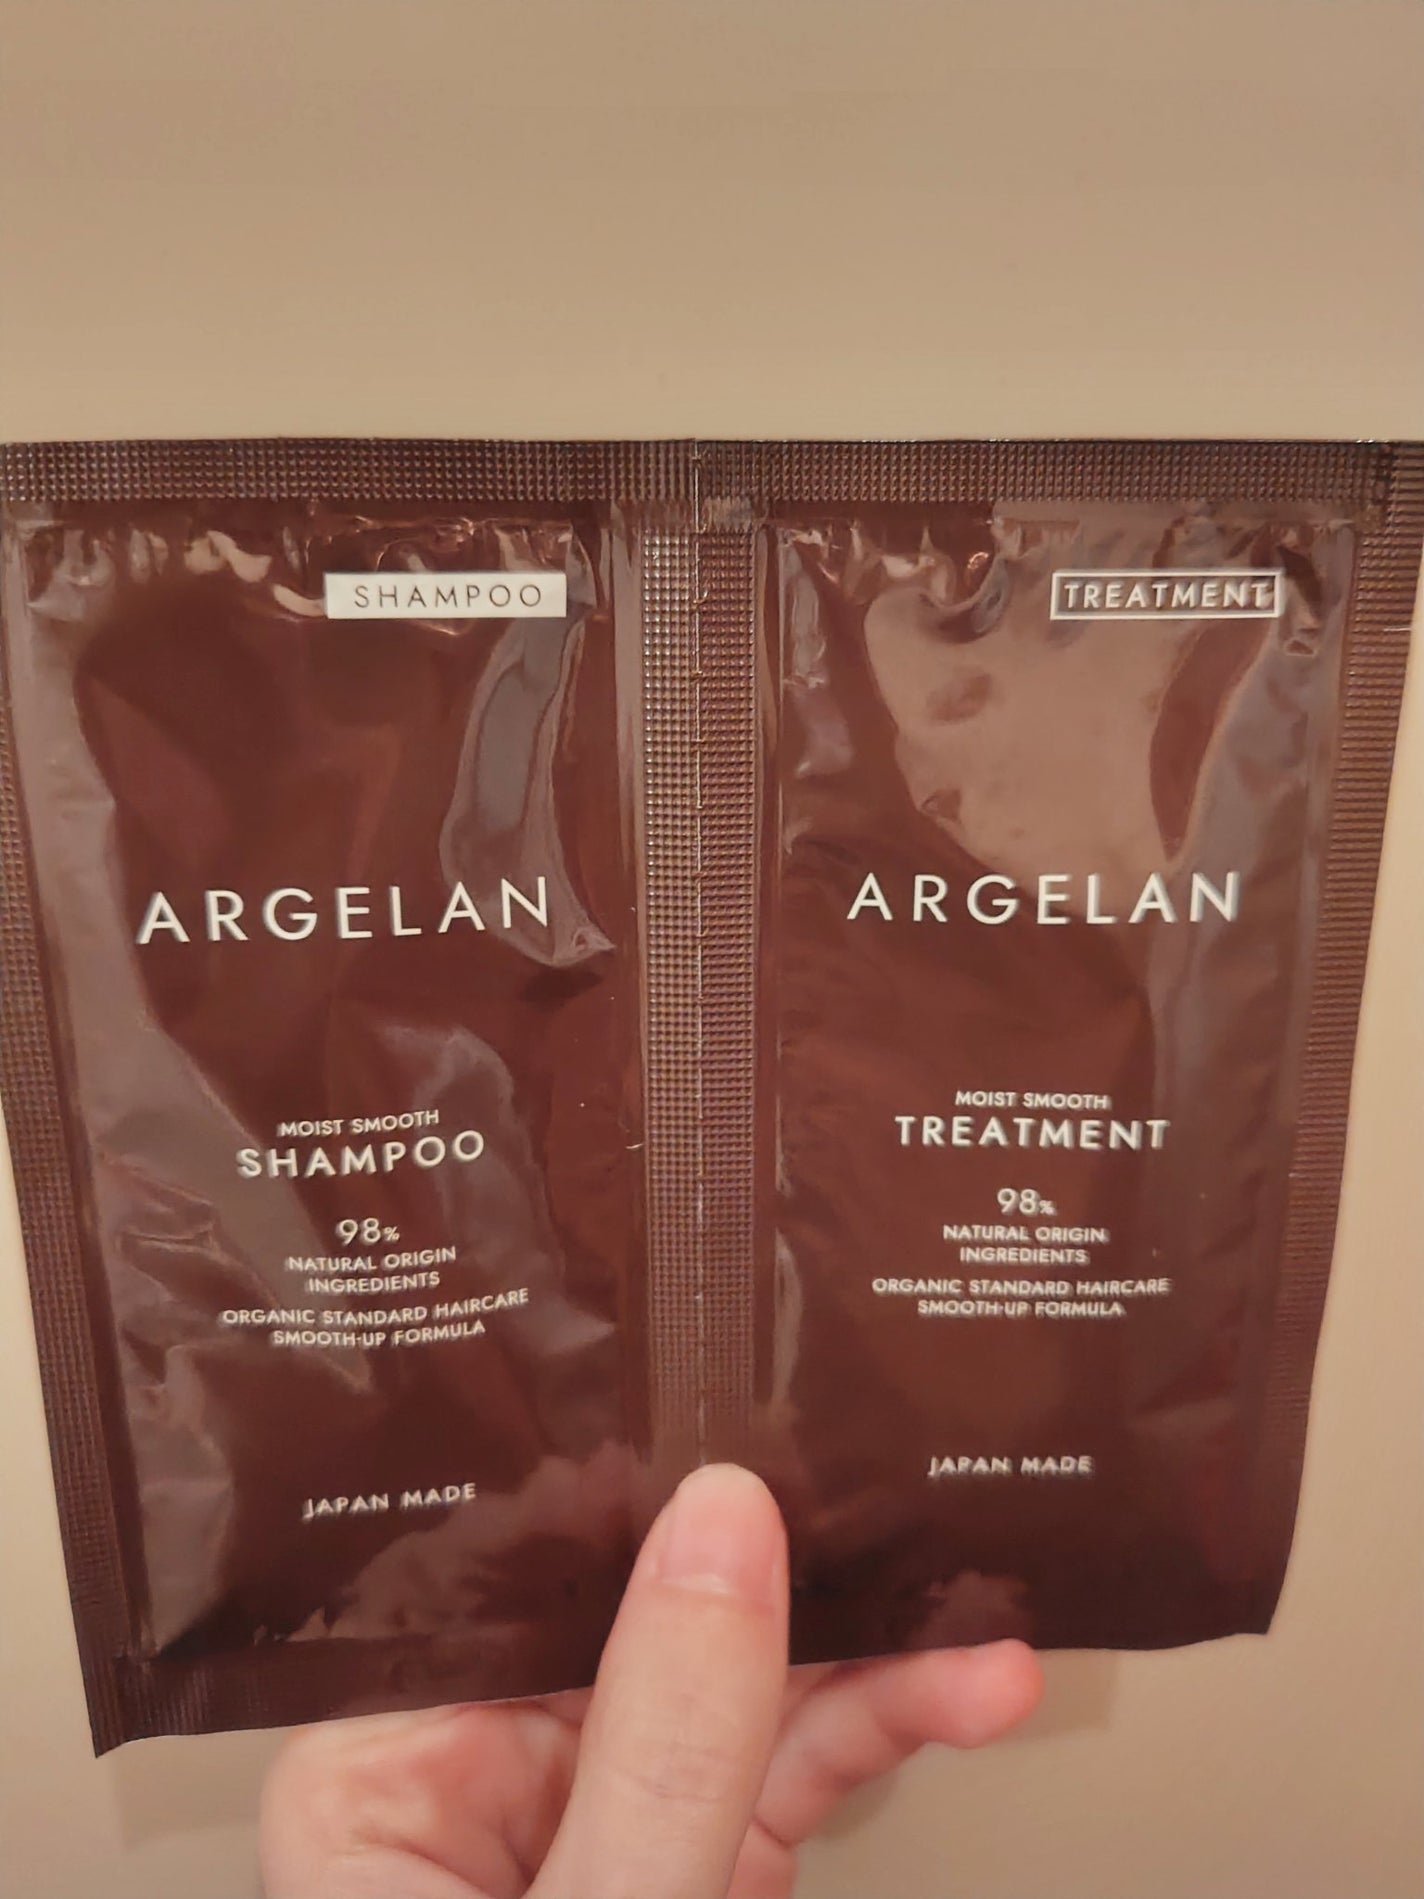 SHAMPOO
ARGELAN
MOIST SMOOTH
SHAMPOO
98%
NATURAL ORIGIN
INGREDIENTS
ORGANIC STANDARD HAIRCARE
SMOOTH-UP FORMULA
JAPAN MADE
TREATMENT
ARGELAN
MOIST SMOOTH
TREATMENT
98%
NATURAL ORIGIN
INGREDIENTS
ORGANIC STANDARD HAIRCARE
SMOOTH-UP FORMULA
JAPAN MADE